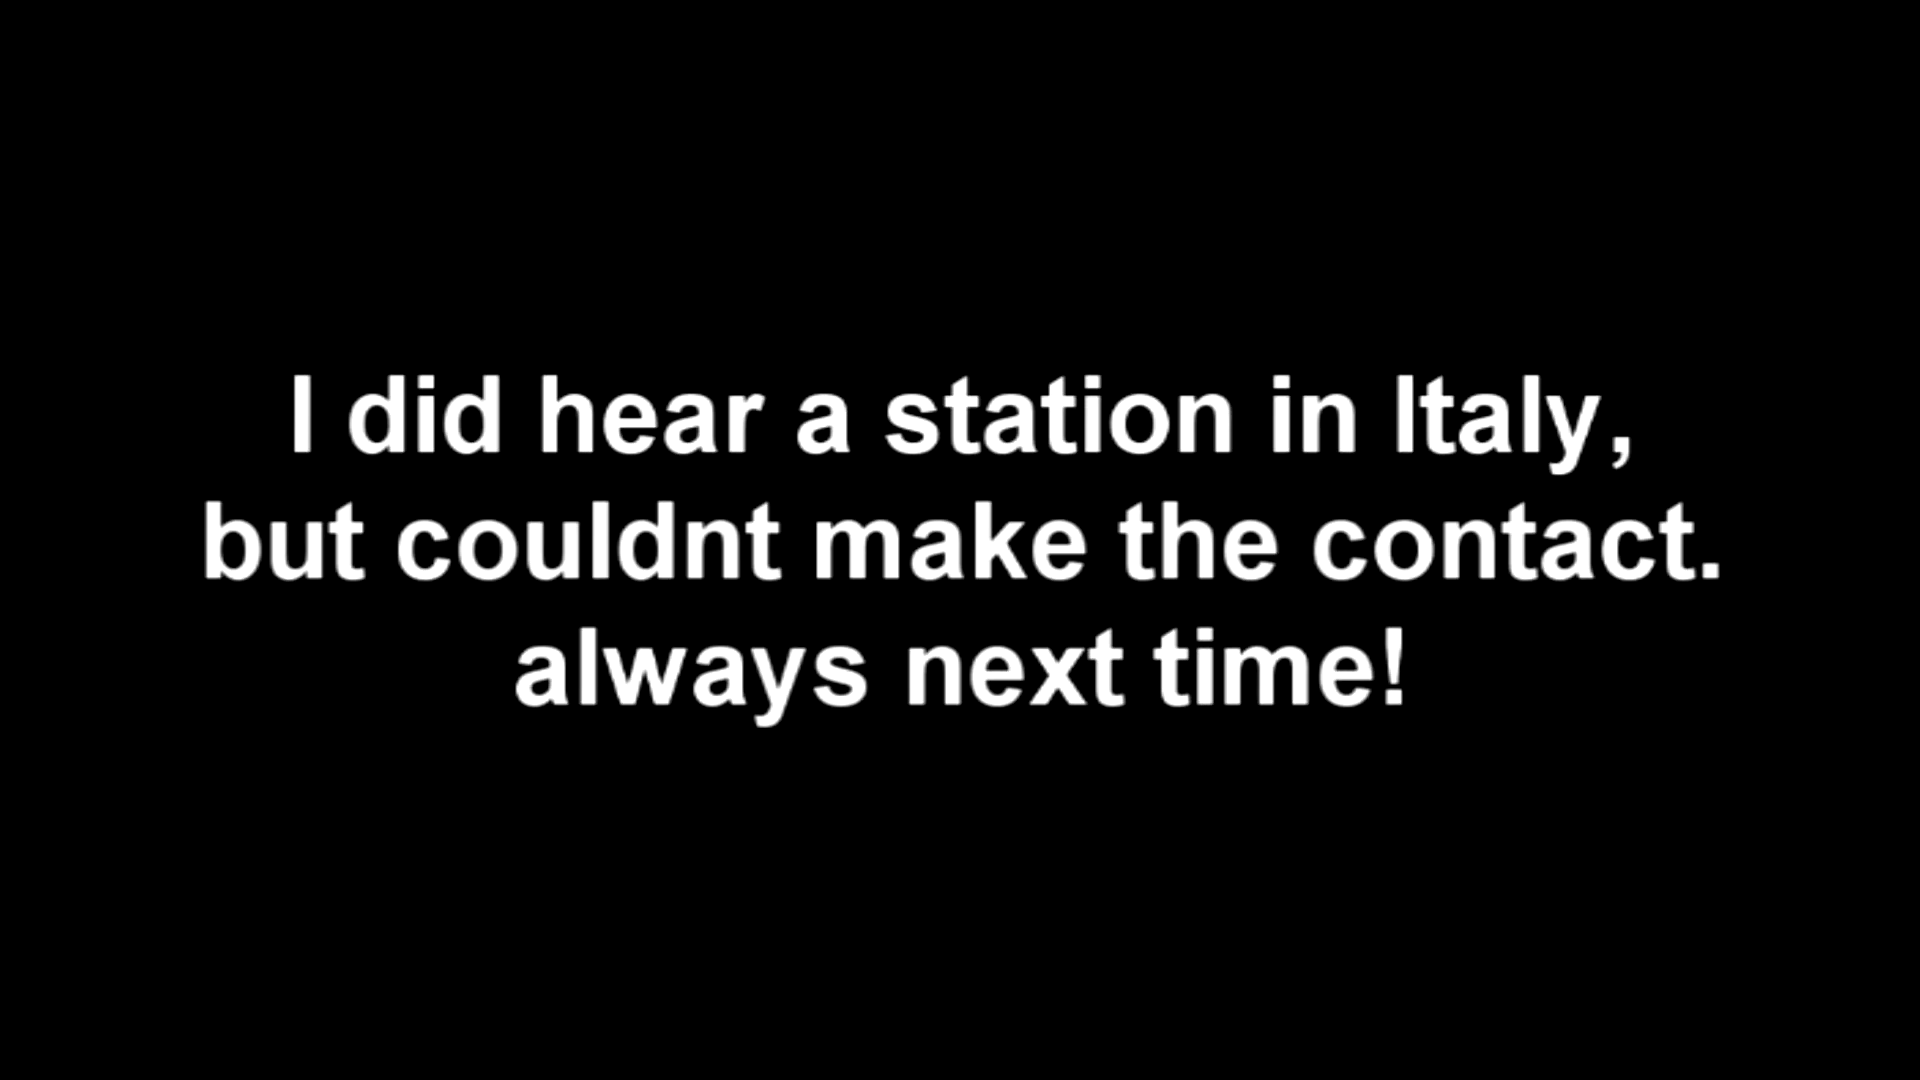 I did hear a station in Italy,
but couldnt make the contact.
always next time!